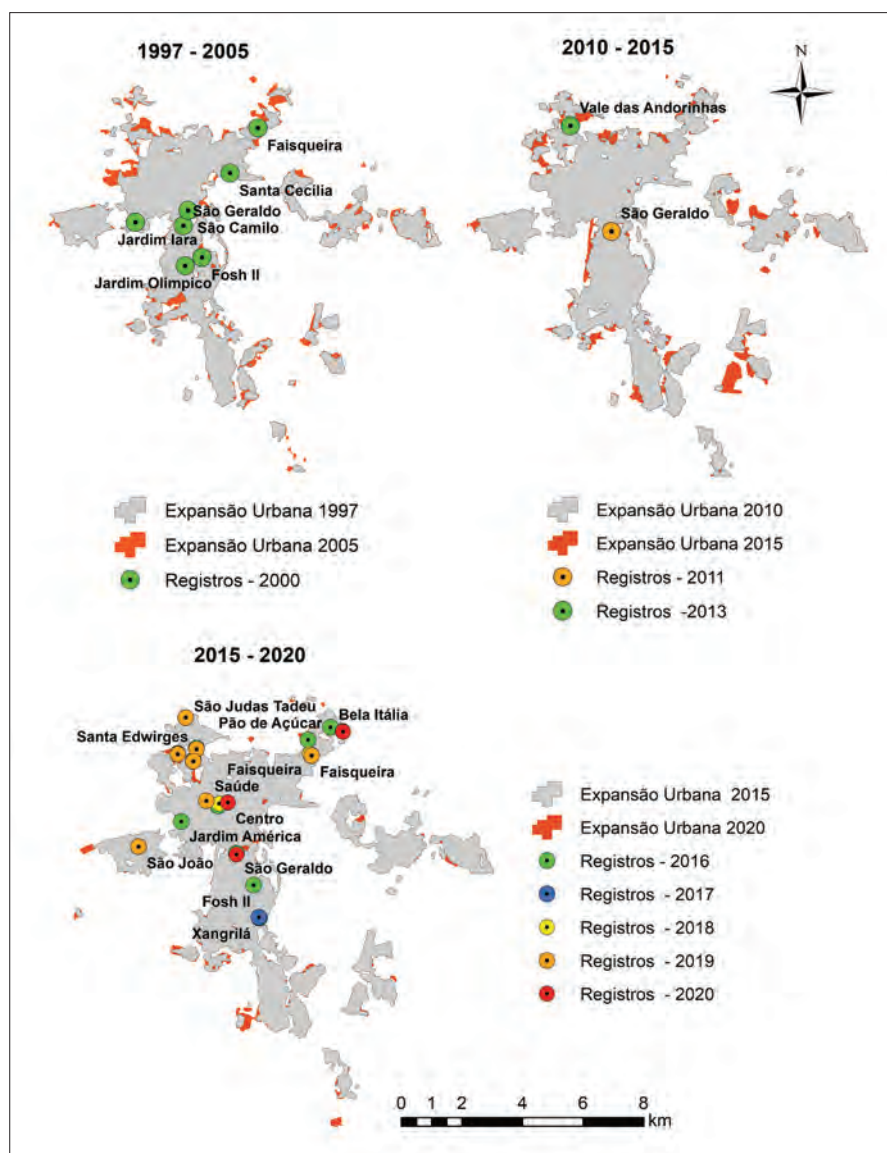 1997 - 2005
Faisqueira
Santa Cecília
São Geraldo
São Camilo
Jardim Iara
Fosh II
Jardim Olímpico
Expansão Urbana 1997
Expansão Urbana 2005
Registros - 2000
2010 - 2015
N
Vale das Andorinhas
São Geraldo
Expansão Urbana 2010
Expansão Urbana 2015
Registros - 2011
Registros -2013
2015 - 2020
São Judas Tadeu
Pão de Açúcar
Bela Itália
Santa Edwirges
Faisqueira
Faisqueira
Saúde
Centro
Jardim América
São João
São Geraldo
Fosh II
Xangrilá
Expansão Urbana 2015
Expansão Urbana 2020
Registros - 2016
Registros - 2017
Registros - 2018
Registros - 2019
Registros - 2020
0 1 2 4 6 8
km